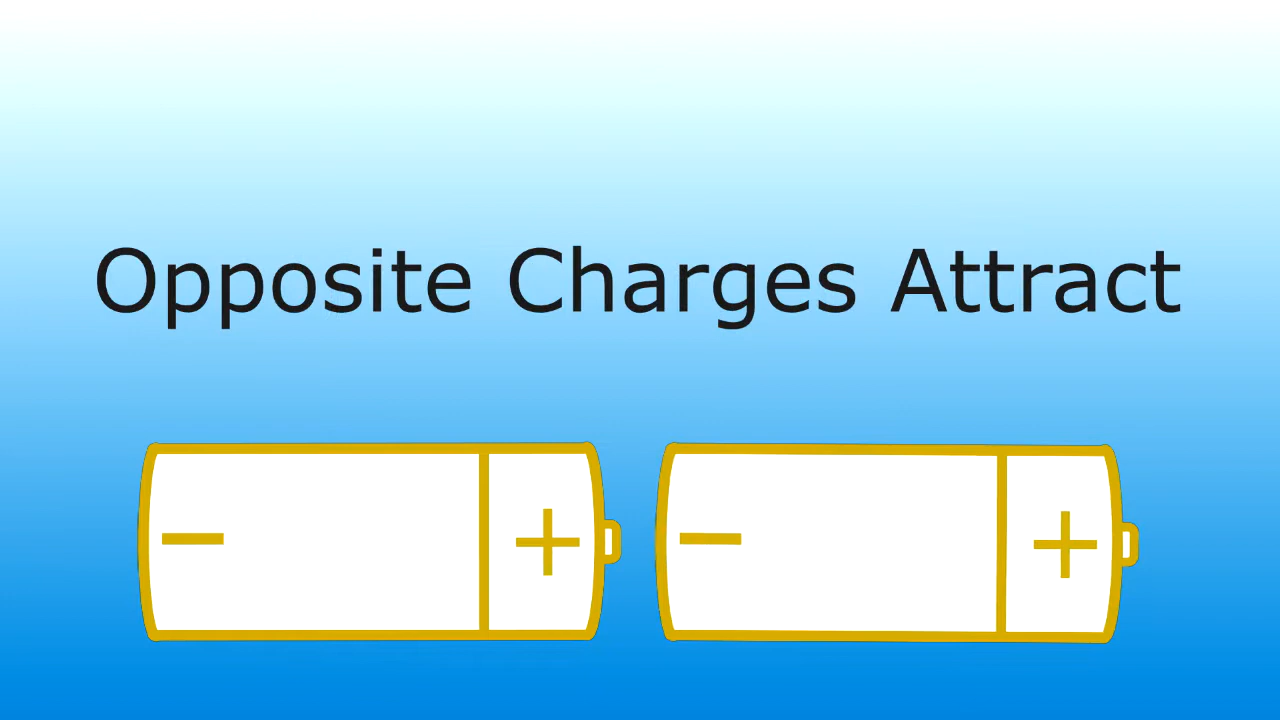 Opposite Charges Attract
− + − +